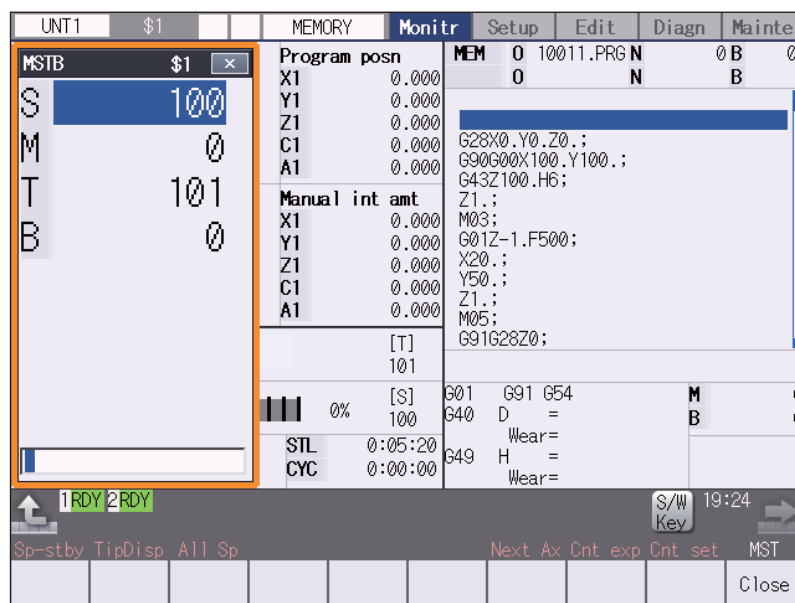 UNT1 $1 MEMORY Monitr Setup Edit Diagn Mainte
MSTB $1 ×
S 100
M 0
T 101
B 0
Program posn
X1 0.000
Y1 0.000
Z1 0.000
C1 0.000
A1 0.000
Manual int amt
X1 0.000
Y1 0.000
Z1 0.000
C1 0.000
A1 0.000
[T]
101
0% [S]
100
STL 0:05:20
CYC 0:00:00
MEM O 10011.PRG N 0 B 0
O N B
G28X0.Y0.Z0.;
G90G00X100.Y100.;
G43Z100.H6;
Z1.;
M03;
G01Z-1.F500;
X20.;
Y50.;
Z1.;
M05;
G91G28Z0;
G01 G91 G54 M
G40 D = B
Wear=
G49 H =
Wear=
1RDY 2RDY S/W Key 19:24
Sp-stby TipDisp All Sp Next Ax Cnt exp Cnt set MST
Close